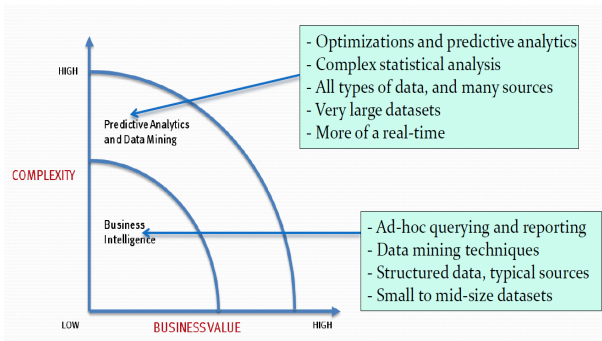 - Optimizations and predictive analytics
- Complex statistical analysis
- All types of data, and many sources
- Very large datasets
- More of a real-time
HIGH
Predictive Analytics
and Data Mining
COMPLEXITY
Business
Intelligence
- Ad-hoc querying and reporting
- Data mining techniques
- Structured data, typical sources
- Small to mid-size datasets
LOW
BUSINESS VALUE
HIGH